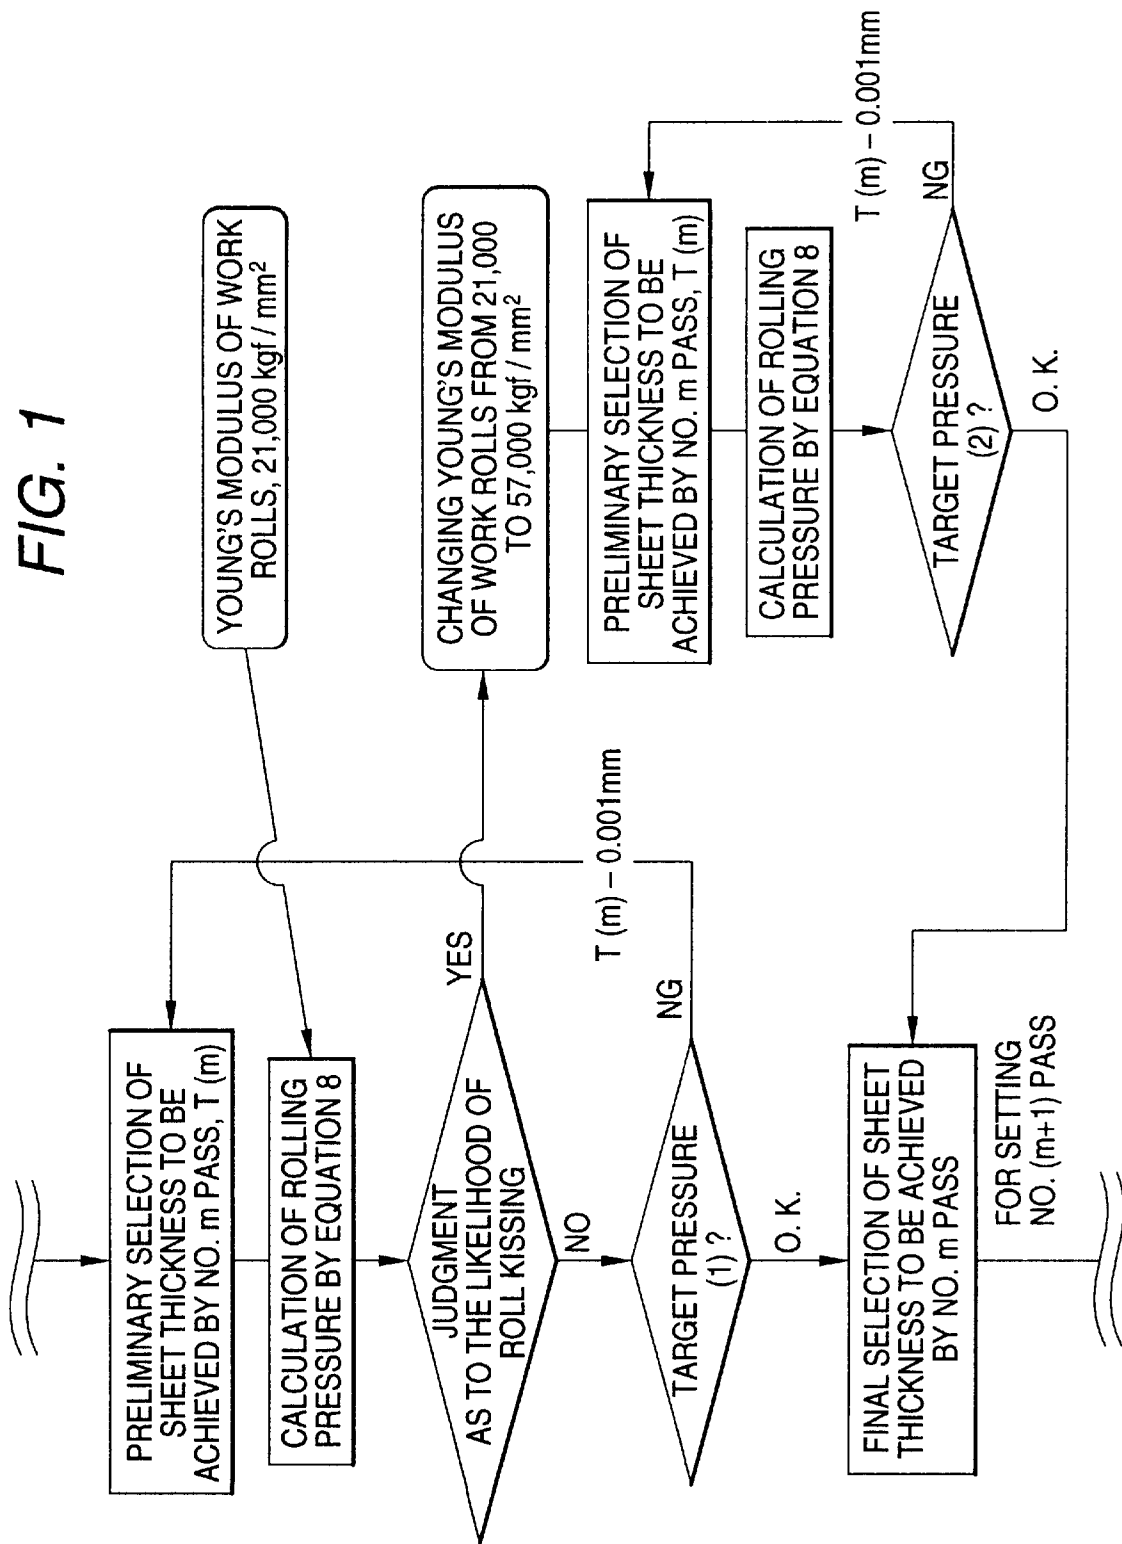 FIG. 1
YOUNG'S MODULUS OF WORK
ROLLS, 21,000 kgf / mm²
PRELIMINARY SELECTION OF
SHEET THICKNESS TO BE
ACHIEVED BY NO. m PASS, T (m)
CALCULATION OF ROLLING
PRESSURE BY EQUATION 8
JUDGMENT
AS TO THE LIKELIHOOD OF
ROLL KISSING
YES
NO
TARGET PRESSURE
(1) ?
NG
T (m) – 0.001mm
O. K.
CHANGING YOUNG'S MODULUS
OF WORK ROLLS FROM 21,000
TO 57,000 kgf / mm²
PRELIMINARY SELECTION OF
SHEET THICKNESS TO BE
ACHIEVED BY NO. m PASS, T (m)
CALCULATION OF ROLLING
PRESSURE BY EQUATION 8
TARGET PRESSURE
(2) ?
NG
T (m) – 0.001mm
O. K.
FINAL SELECTION OF SHEET
THICKNESS TO BE ACHIEVED
BY NO. m PASS
FOR SETTING
NO. (m+1) PASS